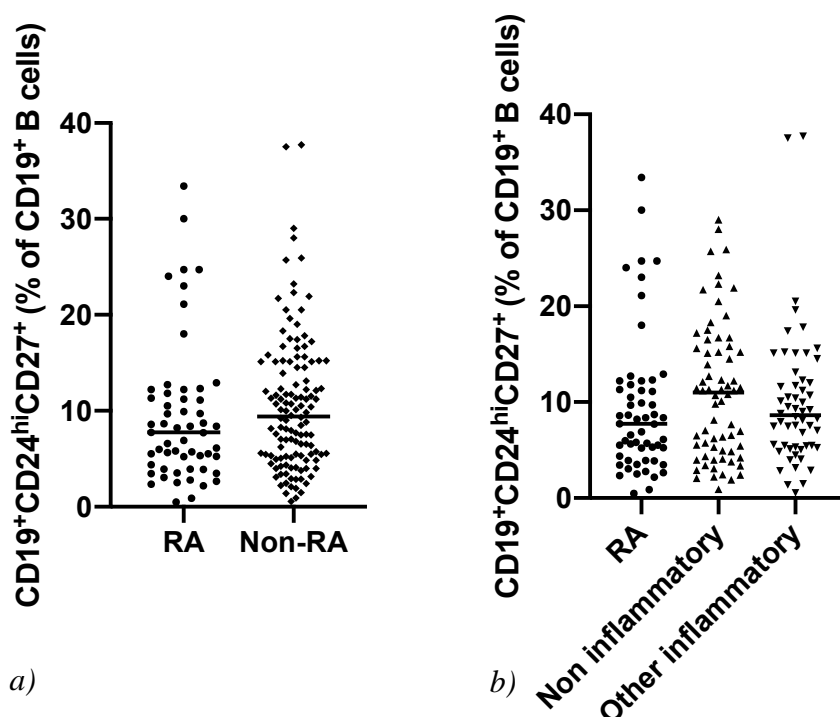 CD19⁺CD24ʰⁱCD27⁺ (% of CD19⁺ B cells)
40
30
20
10
0
RA Non-RA
a)
CD19⁺CD24ʰⁱCD27⁺ (% of CD19⁺ B cells)
40
30
20
10
0
RA
Non inflammatory
Other inflammatory
b)